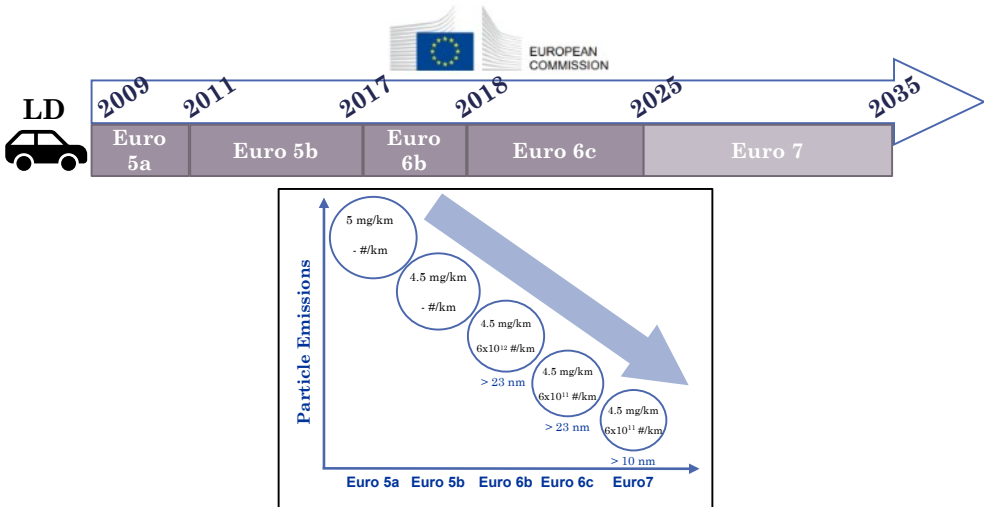 EUROPEAN
COMMISSION
2009
2011
2017
2018
2025
2035
LD
Euro
5a
Euro 5b
Euro
6b
Euro 6c
Euro 7
Particle Emissions
5 mg/km
- #/km
4.5 mg/km
- #/km
4.5 mg/km
6x10¹² #/km
> 23 nm
4.5 mg/km
6x10¹¹ #/km
> 23 nm
4.5 mg/km
6x10¹¹ #/km
> 10 nm
Euro 5a Euro 5b Euro 6b Euro 6c Euro7